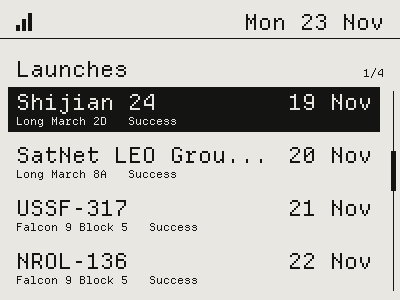 Mon 23 Nov
Launches 1/4
Shijian 24 19 Nov
Long March 2D Success
SatNet LEO Grou... 20 Nov
Long March 8A Success
USSF-317 21 Nov
Falcon 9 Block 5 Success
NROL-136 22 Nov
Falcon 9 Block 5 Success